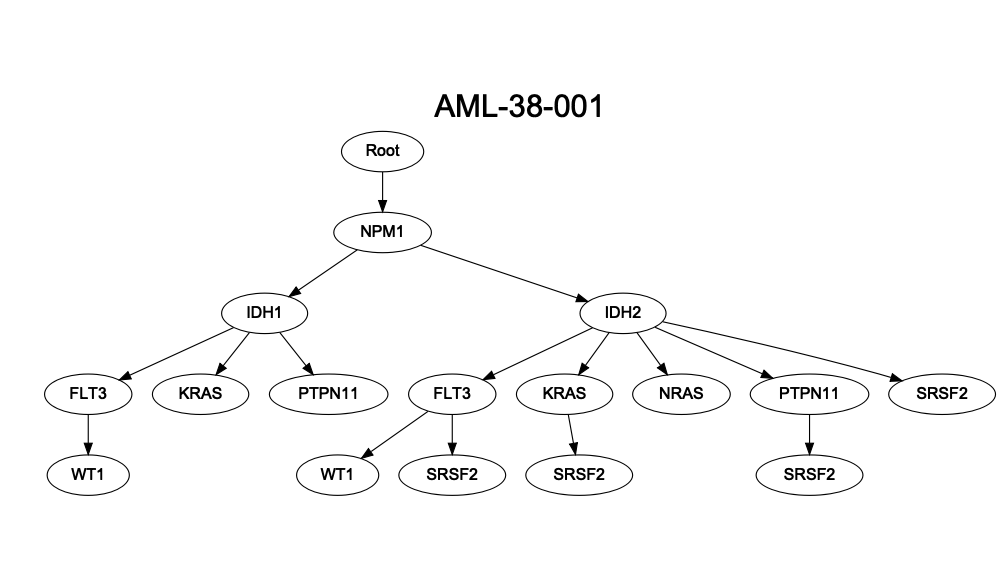 AML-38-001
Root
NPM1
IDH1
IDH2
FLT3
KRAS
PTPN11
FLT3
KRAS
NRAS
PTPN11
SRSF2
WT1
WT1
SRSF2
SRSF2
SRSF2